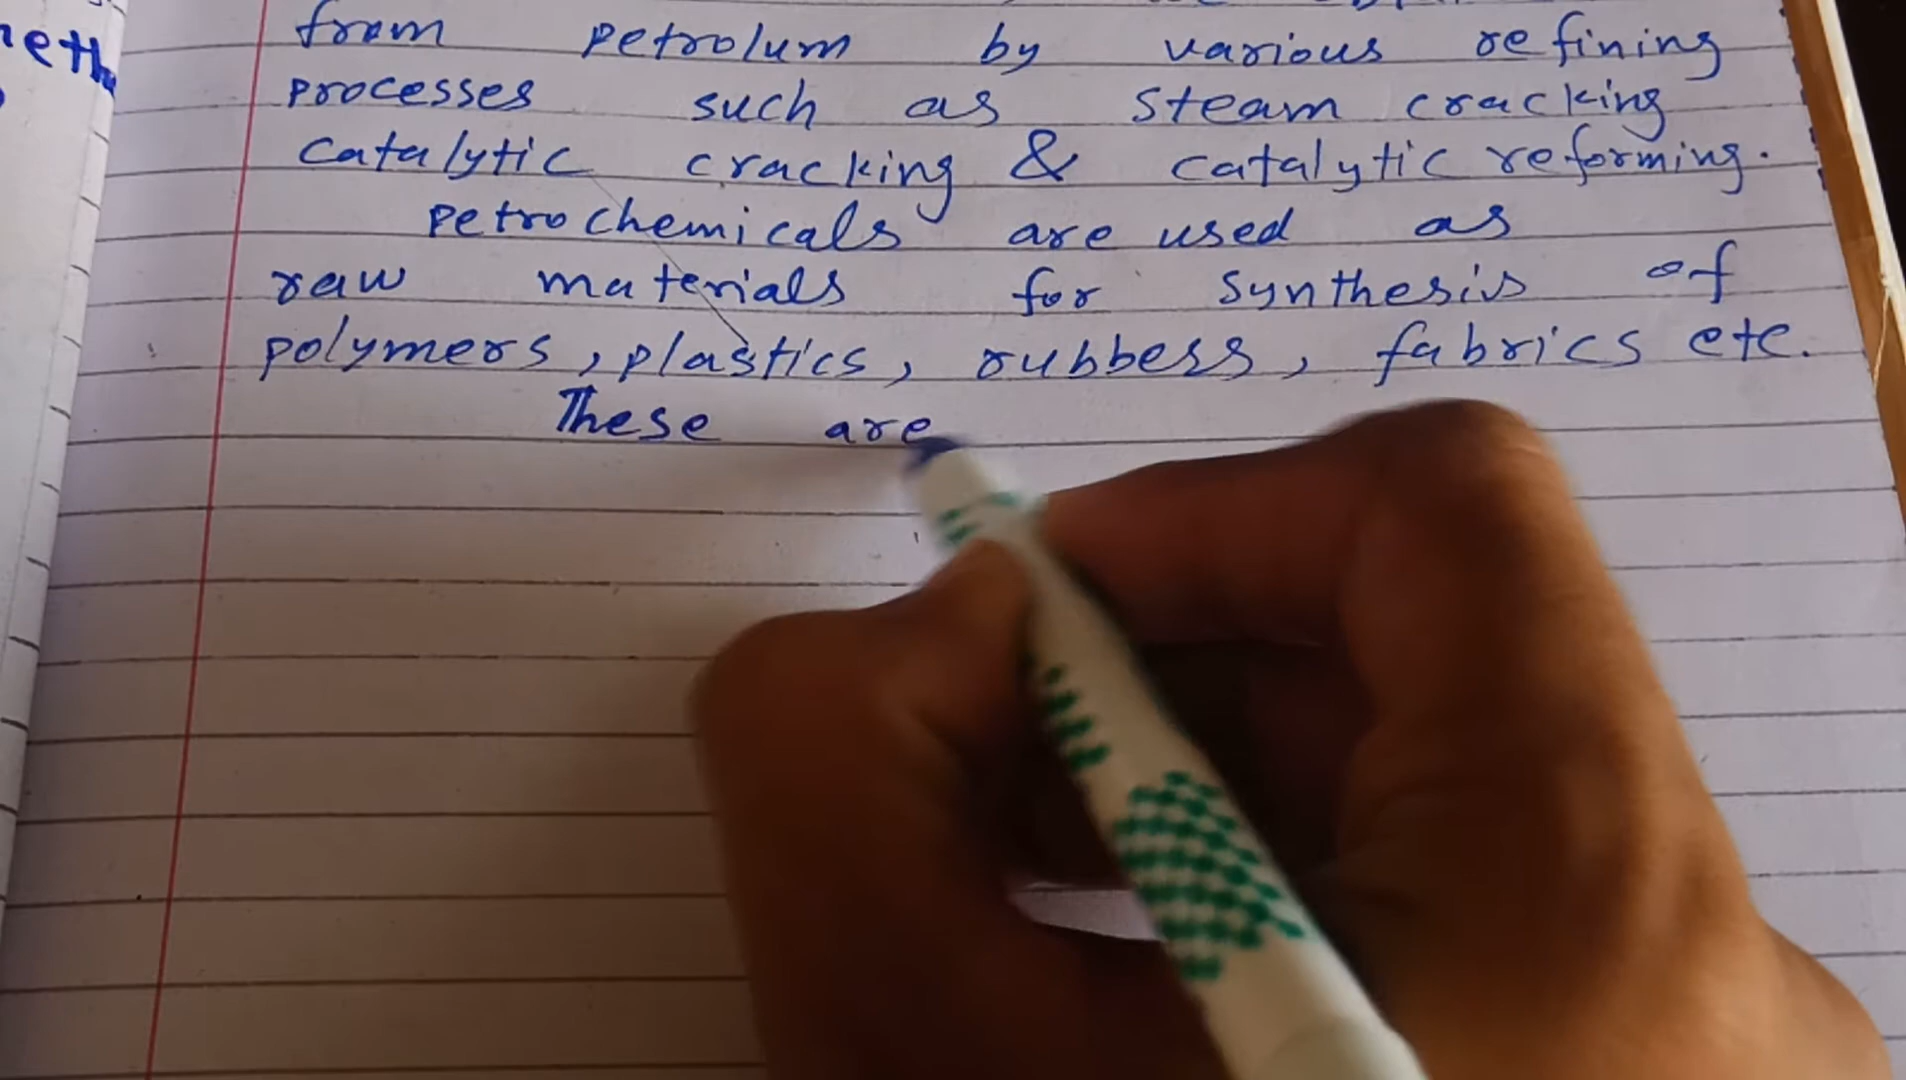 from petrolum by various refining
processes such as steam cracking
catalytic cracking & catalytic reforming.
petrochemicals are used as
raw materials for synthesis of
polymers, plastics, rubbers, fabrics etc.
These are